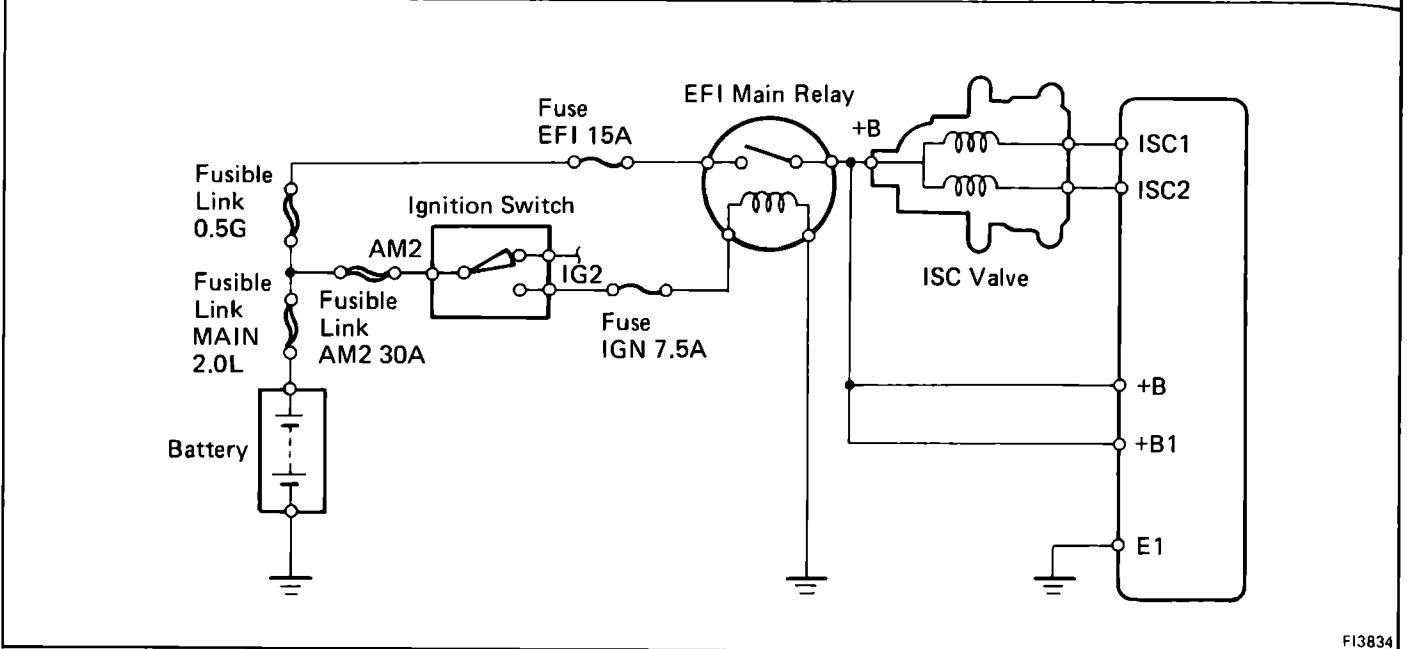 EFI Main Relay
Fuse
EFI 15A
+B
ISC1
ISC2
Fusible
Link
0.5G
Ignition Switch
AM2
IG2
ISC Valve
Fusible
Link
MAIN
2.0L
Fusible
Link
AM2 30A
Fuse
IGN 7.5A
+B
+B1
Battery
E1
FI3834